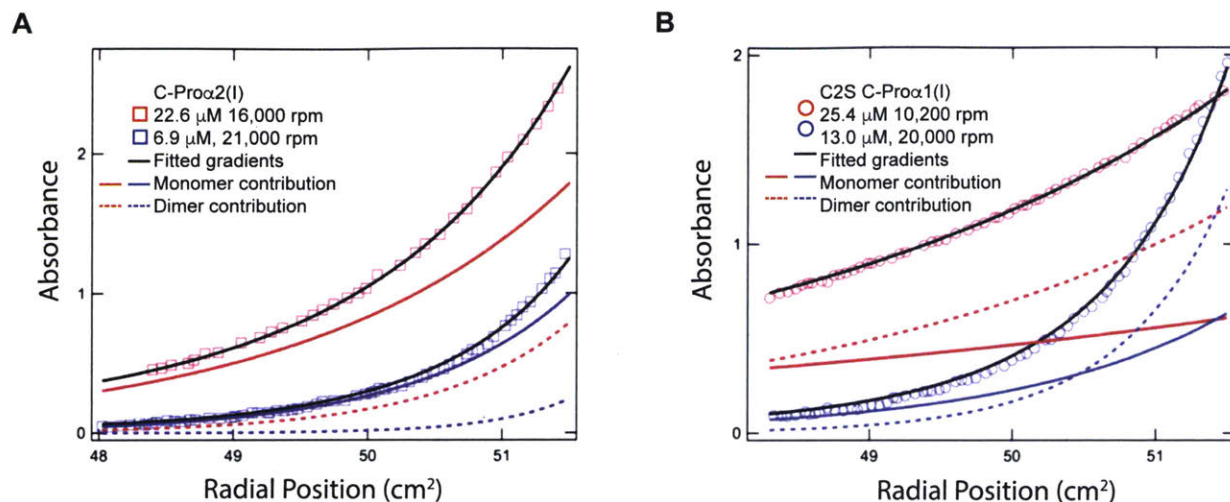 A
C-Proα2(I)
22.6 μM 16,000 rpm
6.9 μM, 21,000 rpm
Fitted gradients
Monomer contribution
Dimer contribution
2
1
0
48
49
50
51
Absorbance
Radial Position (cm²)
B
C2S C-Proα1(I)
25.4 μM 10,200 rpm
13.0 μM, 20,000 rpm
Fitted gradients
Monomer contribution
Dimer contribution
2
1
0
49
50
51
Absorbance
Radial Position (cm²)